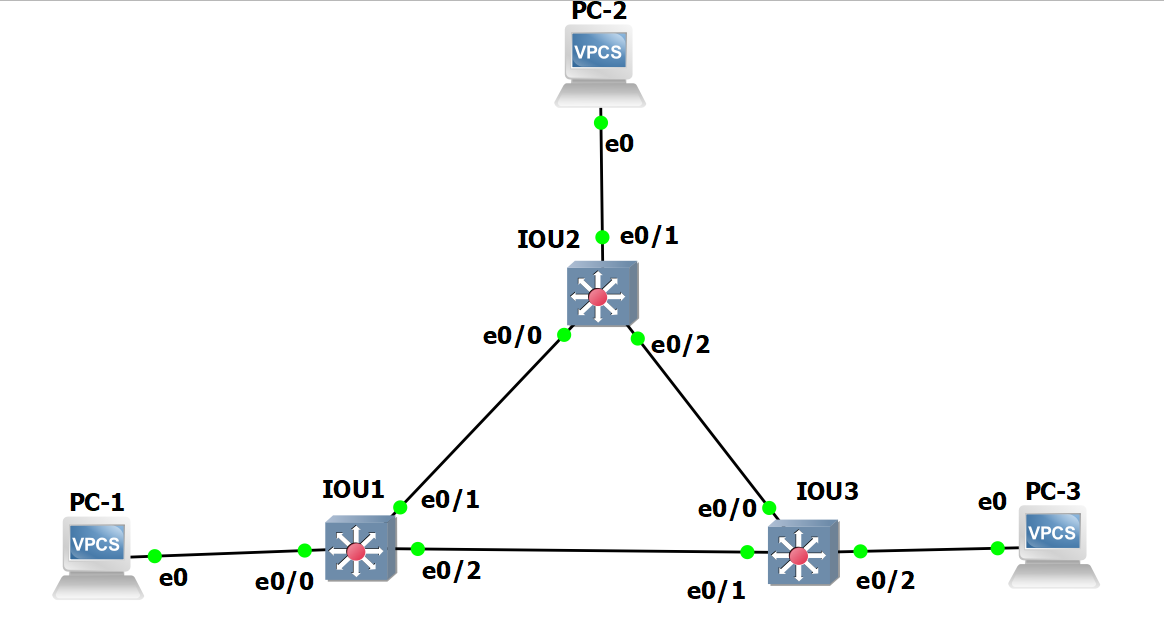 PC-2
VPCS
e0
IOU2
e0/1
e0/0
e0/2
IOU1
e0/1
IOU3
e0/0
PC-1
VPCS
e0
e0/0
e0/2
e0/1
e0/2
e0
PC-3
VPCS